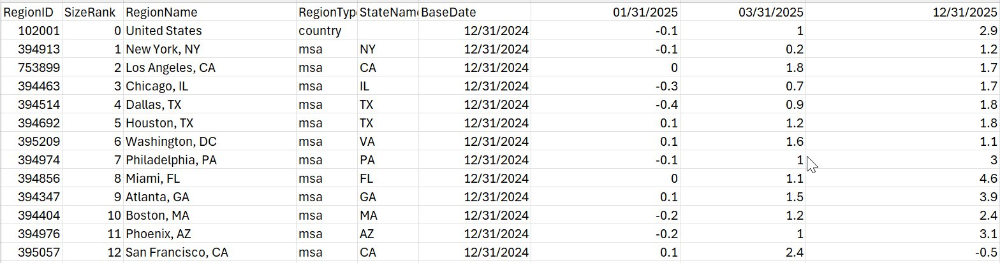 RegionID SizeRank RegionName RegionType StateName BaseDate 01/31/2025 03/31/2025 12/31/2025
102001 0 United States country 12/31/2024 -0.1 1 2.9
394913 1 New York, NY msa NY 12/31/2024 -0.1 0.2 1.2
753899 2 Los Angeles, CA msa CA 12/31/2024 0 1.8 1.7
394463 3 Chicago, IL msa IL 12/31/2024 -0.3 0.7 1.7
394514 4 Dallas, TX msa TX 12/31/2024 -0.4 0.9 1.8
394692 5 Houston, TX msa TX 12/31/2024 0.1 1.2 1.8
395209 6 Washington, DC msa VA 12/31/2024 0.1 1.6 1.1
394974 7 Philadelphia, PA msa PA 12/31/2024 -0.1 1 3
394856 8 Miami, FL msa FL 12/31/2024 0 1.1 4.6
394347 9 Atlanta, GA msa GA 12/31/2024 0.1 1.5 3.9
394404 10 Boston, MA msa MA 12/31/2024 -0.2 1.2 2.4
394976 11 Phoenix, AZ msa AZ 12/31/2024 -0.2 1 3.1
395057 12 San Francisco, CA msa CA 12/31/2024 0.1 2.4 -0.5